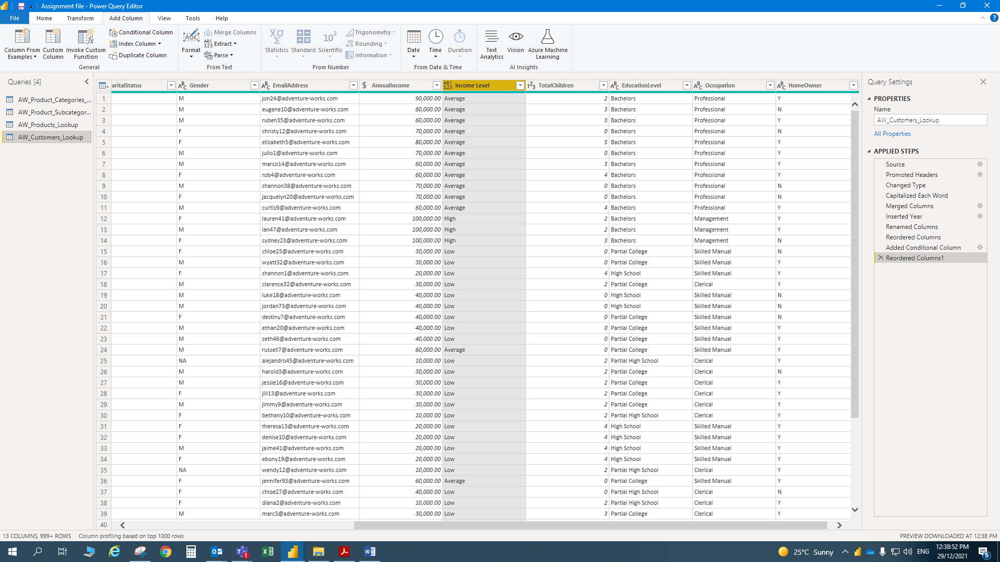 Assignment file - Power Query Editor
File Home Transform Add Column View Tools Help
Column From Examples
Custom Column
Invoke Custom Function
Conditional Column
Index Column
Duplicate Column
General
Format
Merge Columns
Extract
Parse
From Text
Statistics
Standard
Scientific
Trigonometry
Rounding
Information
From Number
Date
Time
Duration
From Date & Time
Text Analytics
Vision
Azure Machine Learning
AI Insights
Queries [4]
AW_Product_Categories_...
AW_Product_Subcategor...
AW_Products_Lookup
AW_Customers_Lookup
aritalStatus Gender EmailAddress AnnualIncome Income Level TotalChildren EducationLevel Occupation HomeOwner
1 M jon24@adventure-works.com 90,000.00 Average 2 Bachelors Professional Y
2 M eugene10@adventure-works.com 60,000.00 Average 3 Bachelors Professional N
3 M ruben35@adventure-works.com 60,000.00 Average 3 Bachelors Professional Y
4 F christy12@adventure-works.com 70,000.00 Average 0 Bachelors Professional N
5 F elizabeth5@adventure-works.com 80,000.00 Average 5 Bachelors Professional Y
6 M julio1@adventure-works.com 70,000.00 Average 0 Bachelors Professional Y
7 M marco14@adventure-works.com 60,000.00 Average 3 Bachelors Professional Y
8 F rob4@adventure-works.com 60,000.00 Average 4 Bachelors Professional Y
9 M shannon38@adventure-works.com 70,000.00 Average 0 Bachelors Professional N
10 F jacquelyn20@adventure-works.com 70,000.00 Average 0 Bachelors Professional N
11 M curtis9@adventure-works.com 60,000.00 Average 4 Bachelors Professional Y
12 F lauren41@adventure-works.com 100,000.00 High 2 Bachelors Management Y
13 M ian47@adventure-works.com 100,000.00 High 2 Bachelors Management Y
14 F sydney23@adventure-works.com 100,000.00 High 3 Bachelors Management N
15 F chloe23@adventure-works.com 30,000.00 Low 0 Partial College Skilled Manual N
16 M wyatt32@adventure-works.com 30,000.00 Low 0 Partial College Skilled Manual Y
17 F shannon1@adventure-works.com 20,000.00 Low 4 High School Skilled Manual Y
18 M clarence32@adventure-works.com 30,000.00 Low 2 Partial College Clerical Y
19 M luke18@adventure-works.com 40,000.00 Low 0 High School Skilled Manual N
20 M jordan73@adventure-works.com 40,000.00 Low 0 High School Skilled Manual N
21 F destiny7@adventure-works.com 40,000.00 Low 0 Partial College Skilled Manual N
22 M ethan20@adventure-works.com 40,000.00 Low 0 Partial College Skilled Manual Y
23 M seth46@adventure-works.com 40,000.00 Low 0 Partial College Skilled Manual Y
24 M russell7@adventure-works.com 60,000.00 Average 0 Partial College Skilled Manual Y
25 NA alejandro45@adventure-works.com 10,000.00 Low 2 Partial High School Clerical Y
26 M harold3@adventure-works.com 30,000.00 Low 2 Partial College Clerical N
27 M jessie16@adventure-works.com 30,000.00 Low 2 Partial College Clerical Y
28 F jill13@adventure-works.com 30,000.00 Low 2 Partial College Clerical Y
29 M jimmy9@adventure-works.com 30,000.00 Low 2 Partial College Clerical Y
30 F bethany10@adventure-works.com 10,000.00 Low 2 Partial High School Clerical Y
31 F theresa13@adventure-works.com 20,000.00 Low 4 High School Skilled Manual Y
32 F denise10@adventure-works.com 20,000.00 Low 4 High School Skilled Manual Y
33 M jaime41@adventure-works.com 20,000.00 Low 4 High School Skilled Manual Y
34 F ebony19@adventure-works.com 20,000.00 Low 4 High School Skilled Manual Y
35 NA wendy12@adventure-works.com 10,000.00 Low 2 Partial High School Clerical Y
36 F jennifer93@adventure-works.com 60,000.00 Average 0 Partial College Skilled Manual Y
37 F chloe27@adventure-works.com 40,000.00 Low 0 Partial High School Clerical N
38 F diana2@adventure-works.com 10,000.00 Low 2 Partial High School Clerical Y
39 M marc3@adventure-works.com 30,000.00 Low 3 Partial College Clerical Y
40
Query Settings
PROPERTIES
Name
AW_Customers_Lookup
All Properties
APPLIED STEPS
Source
Promoted Headers
Changed Type
Capitalized Each Word
Merged Columns
Inserted Year
Renamed Columns
Reordered Columns
Added Conditional Column
Reordered Columns1
13 COLUMNS, 999+ ROWS Column profiling based on top 1000 rows
PREVIEW DOWNLOADED AT 12:38 PM
25°C Sunny
ENG
12:38:52 PM
29/12/2021
6